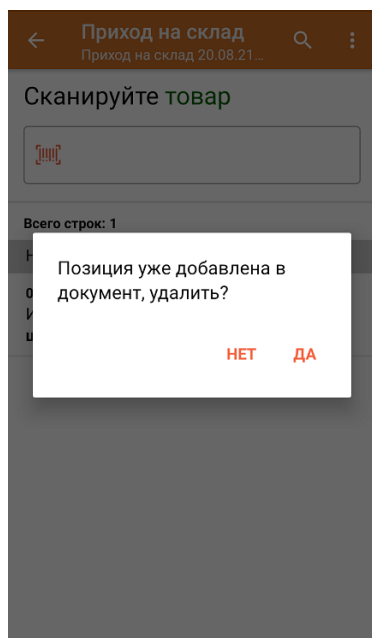 Приход на склад
Приход на склад 20.08.21...
Сканируйте товар
Всего строк: 1
Позиция уже добавлена в
документ, удалить?
НЕТ ДА